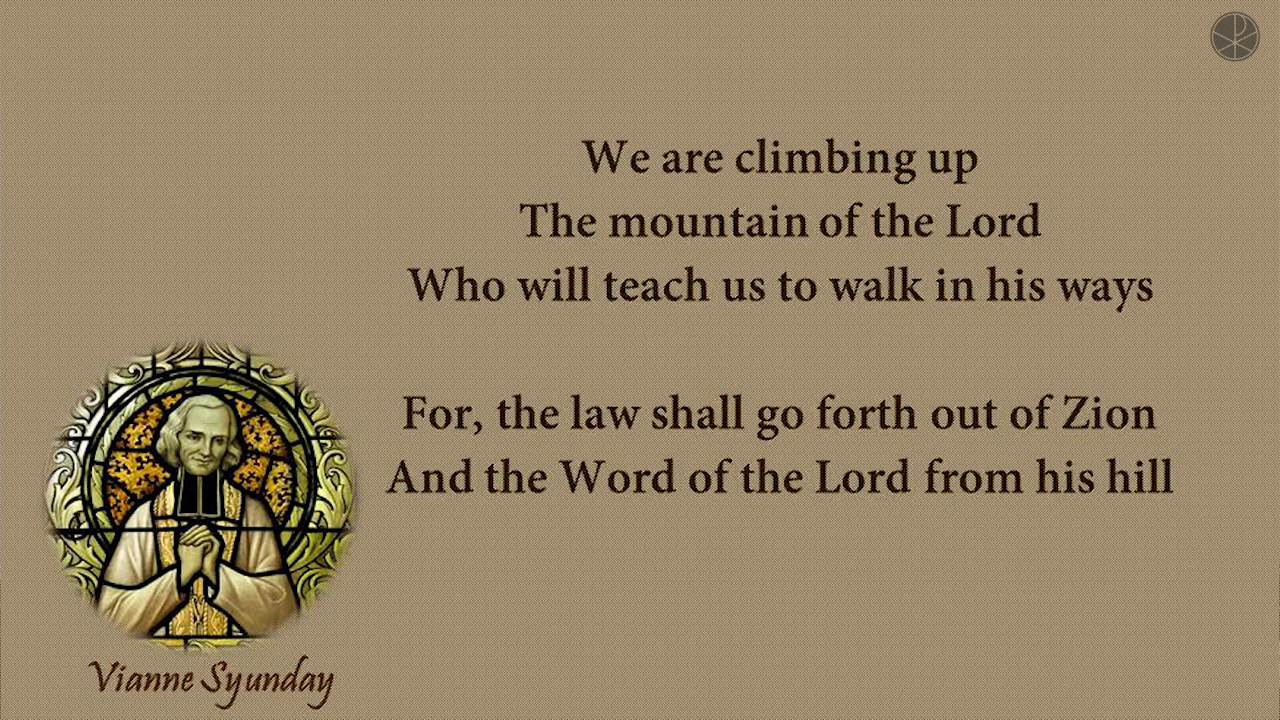 We are climbing up
The mountain of the Lord
Who will teach us to walk in his ways
For, the law shall go forth out of Zion
And the Word of the Lord from his hill
Vianne Syunday